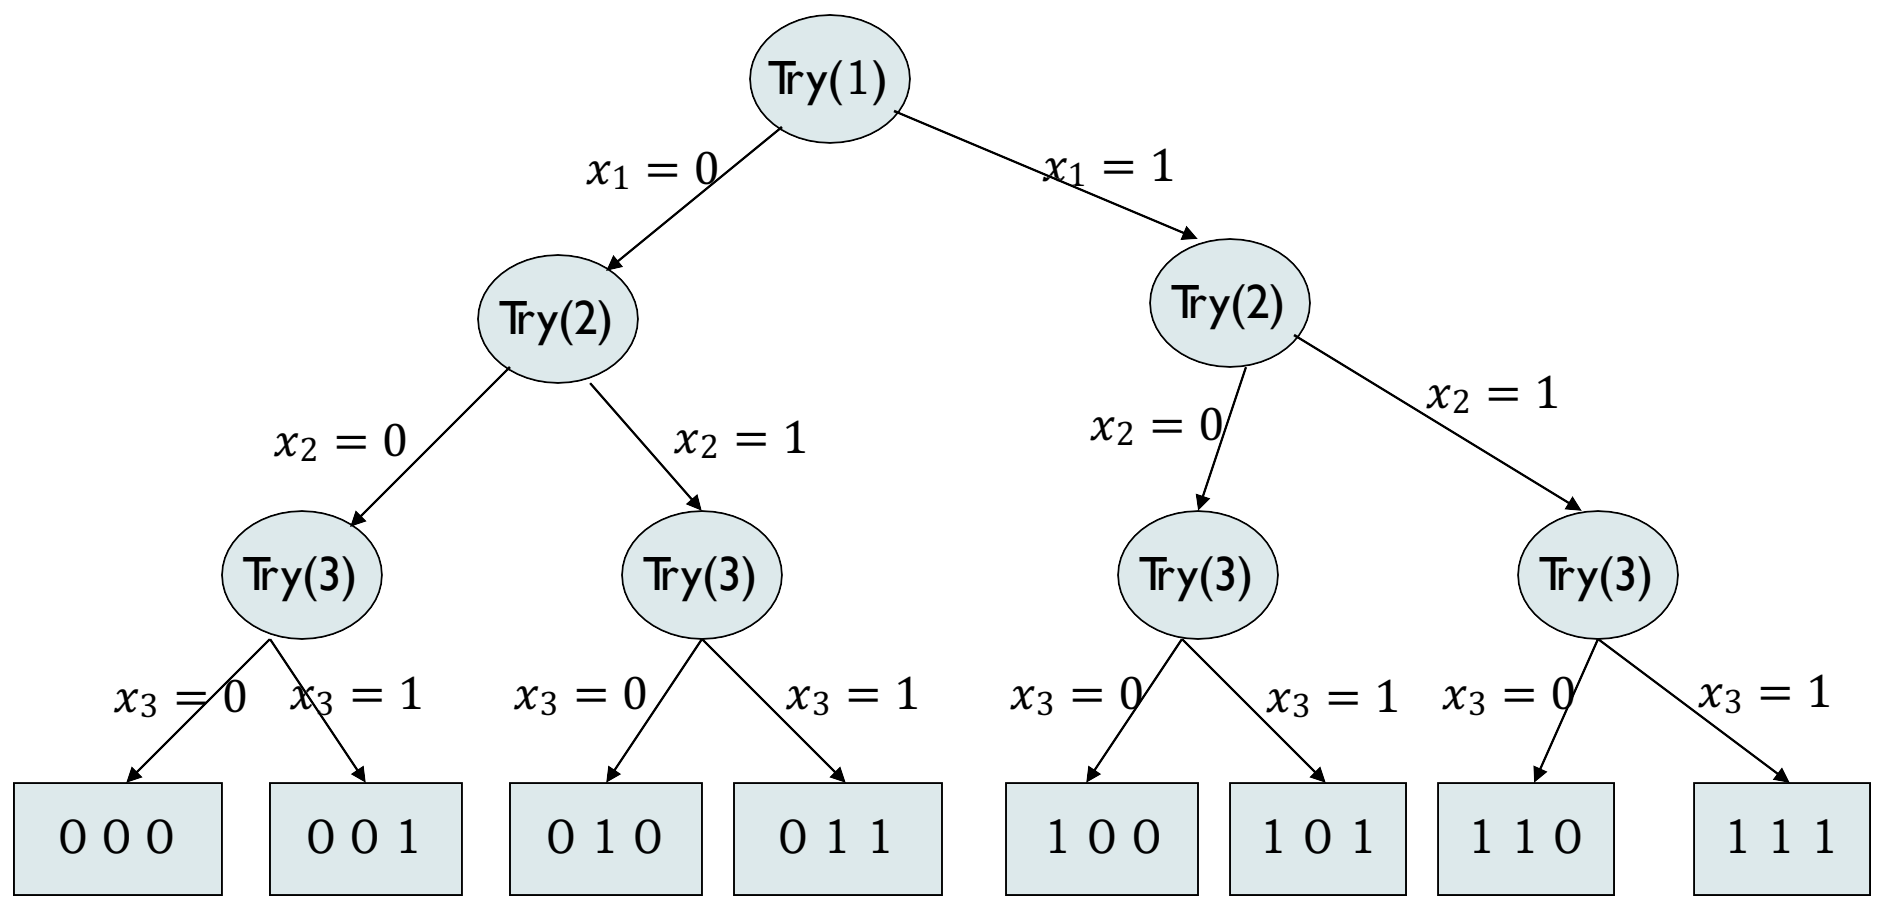 Try(1)
x₁ = 0
x₁ = 1
Try(2)
Try(2)
x₂ = 0
x₂ = 1
x₂ = 0
x₂ = 1
Try(3)
Try(3)
Try(3)
Try(3)
x₃ = 0
x₃ = 1
x₃ = 0
x₃ = 1
x₃ = 0
x₃ = 1
x₃ = 0
x₃ = 1
0 0 0
0 0 1
0 1 0
0 1 1
1 0 0
1 0 1
1 1 0
1 1 1